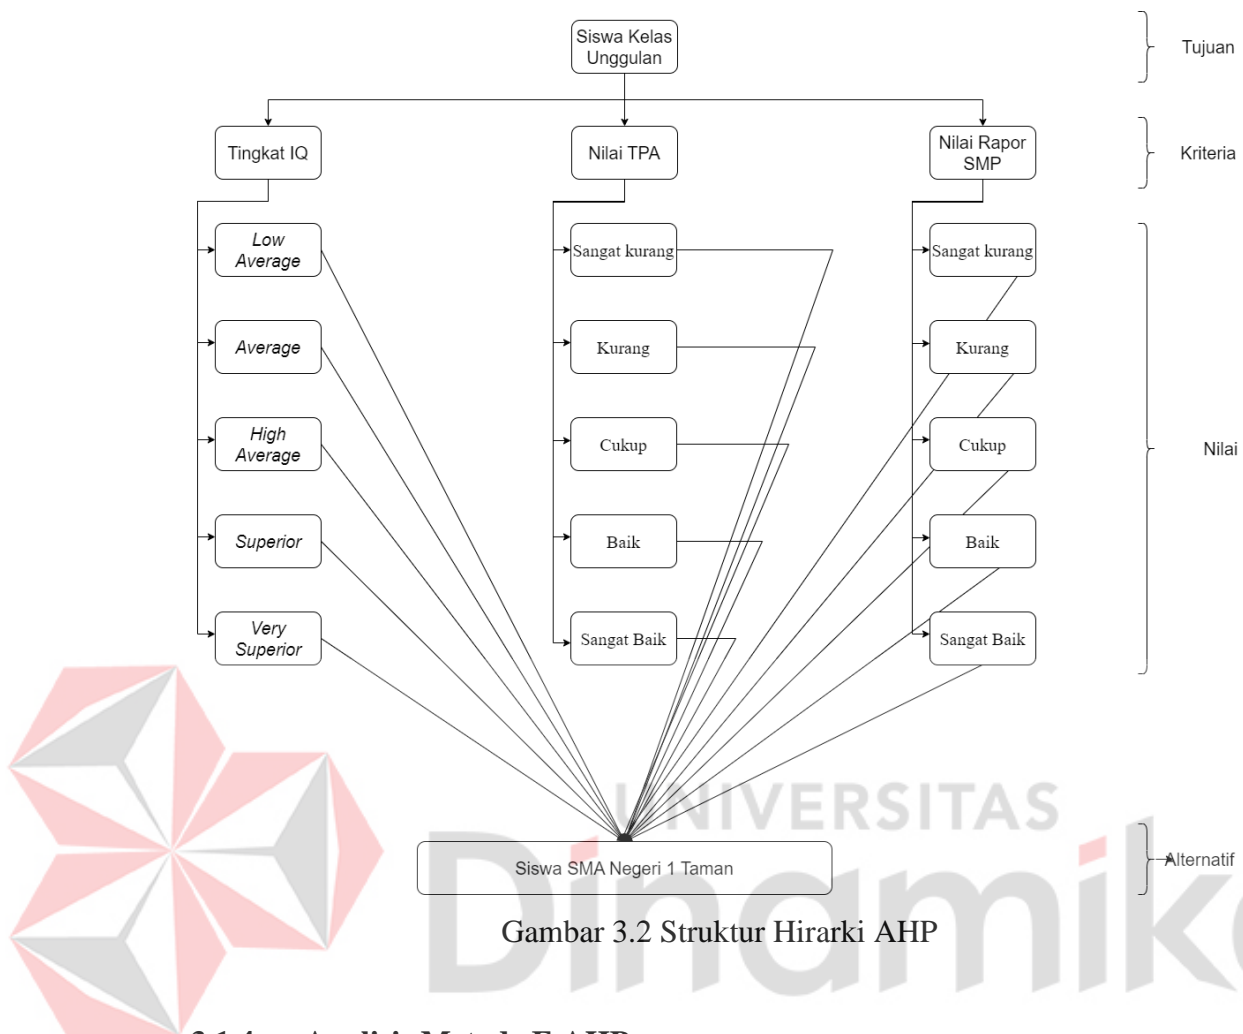 Siswa Kelas
Unggulan
Tujuan
Tingkat IQ
Nilai TPA
Nilai Rapor
SMP
Kriteria
Low
Average
Sangat kurang
Sangat kurang
Average
Kurang
Kurang
High
Average
Cukup
Cukup
Nilai
Superior
Baik
Baik
Very
Superior
Sangat Baik
Sangat Baik
UNIVERSITAS
Dinamika
Siswa SMA Negeri 1 Taman
Alternatif
Gambar 3.2 Struktur Hirarki AHP